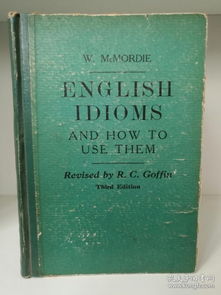 W. McMORDIE
ENGLISH
IDIOMS
AND HOW TO
USE THEM
Revised by R. C. Goffin
Third Edition